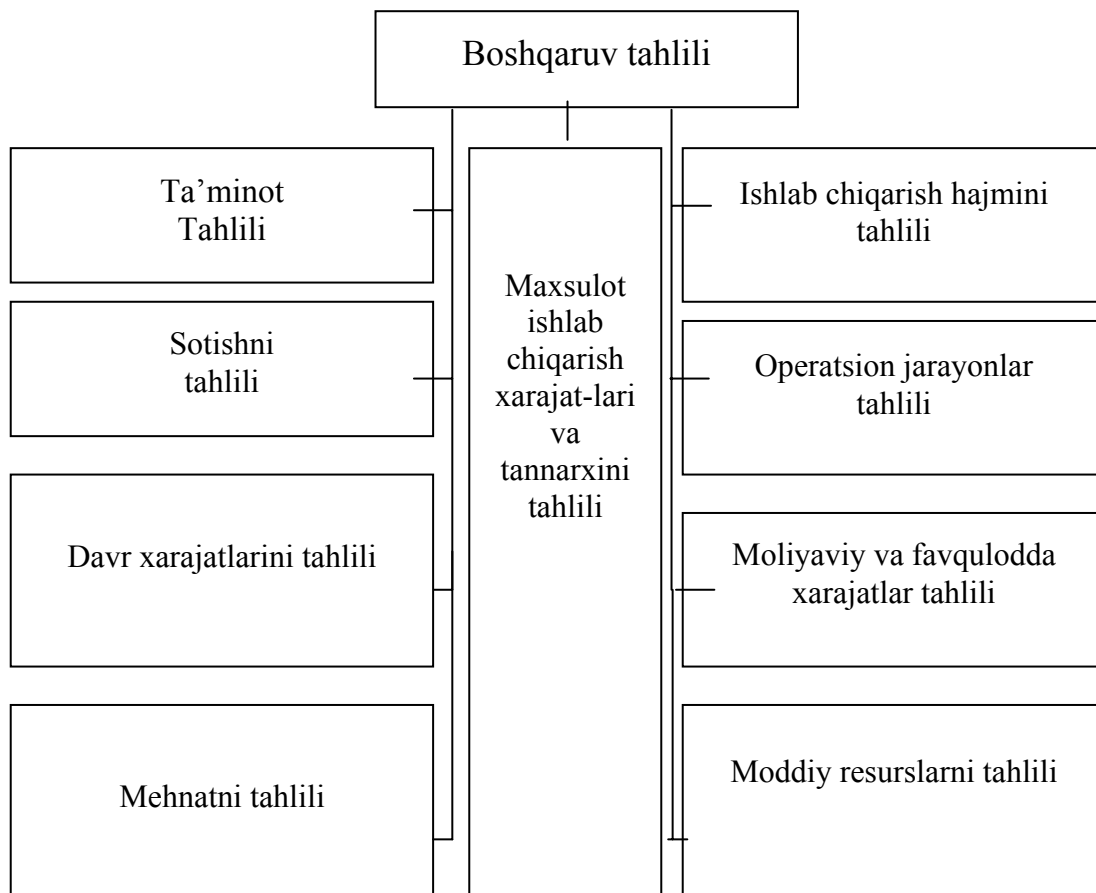 Boshqaruv tahlili
Ta’minot
Tahlili
Sotishni
tahlili
Davr xarajatlarini tahlili
Mehnatni tahlili
Maxsulot
ishlab
chiqarish
xarajat-lari
va
tannarxini
tahlili
Ishlab chiqarish hajmini
tahlili
Operatsion jarayonlar
tahlili
Moliyaviy va favqulodda
xarajatlar tahlili
Moddiy resurslarni tahlili